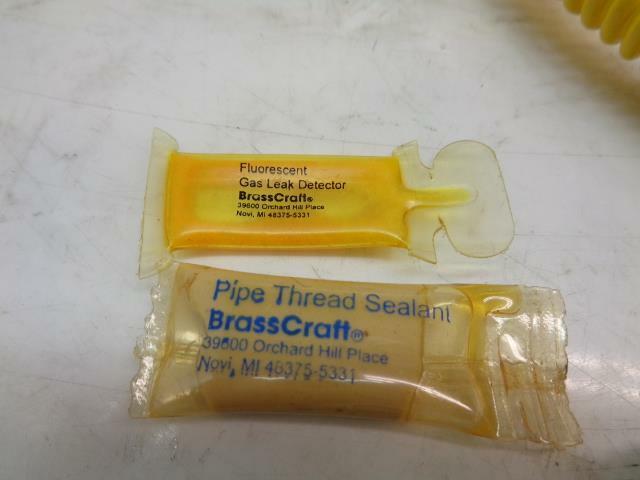 Fluorescent
Gas Leak Detector
BrassCraft®
39600 Orchard Hill Place
Novi, MI 48375-5331
Pipe Thread Sealant
BrassCraft®
39600 Orchard Hill Place
Novi, MI 48375-5331